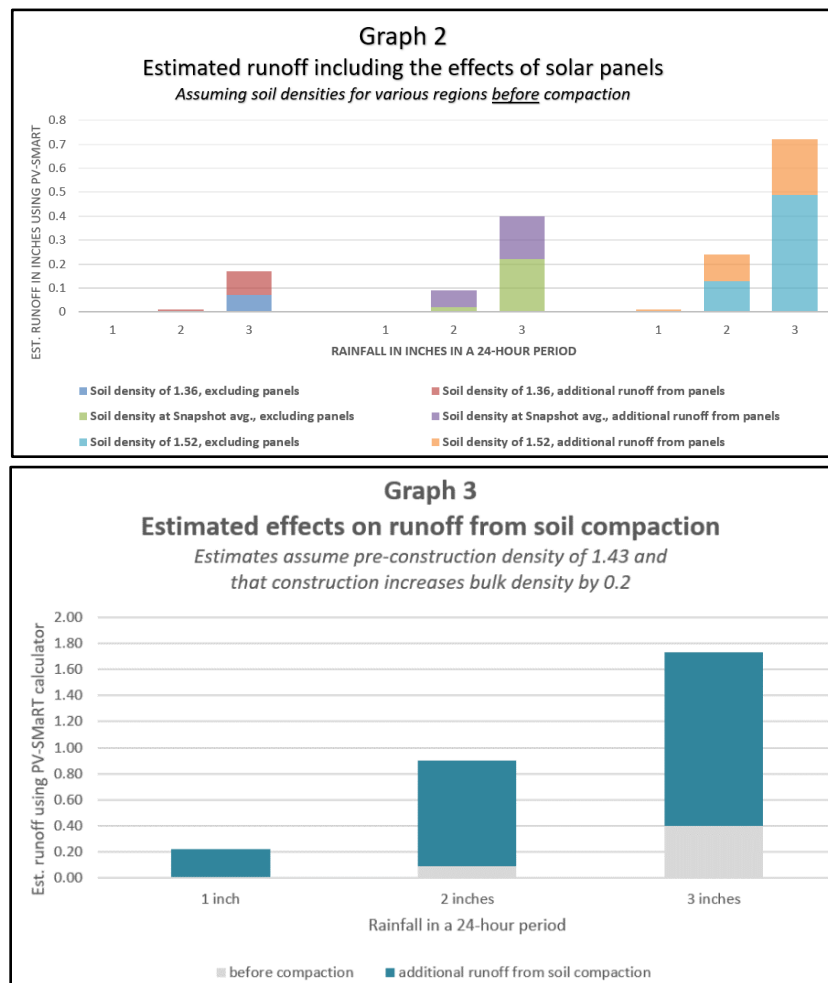 Graph 2
Estimated runoff including the effects of solar panels
Assuming soil densities for various regions before compaction
EST. RUNOFF IN INCHES USING PV-SMART
0.8
0.7
0.6
0.5
0.4
0.3
0.2
0.1
0
1 2 3 1 2 3 1 2 3
RAINFALL IN INCHES IN A 24-HOUR PERIOD
Soil density of 1.36, excluding panels Soil density of 1.36, additional runoff from panels
Soil density at Snapshot avg., excluding panels Soil density at Snapshot avg., additional runoff from panels
Soil density of 1.52, excluding panels Soil density of 1.52, additional runoff from panels
Graph 3
Estimated effects on runoff from soil compaction
Estimates assume pre-construction density of 1.43 and
that construction increases bulk density by 0.2
Est. runoff using PV-SMaRT calculator
2.00
1.80
1.60
1.40
1.20
1.00
0.80
0.60
0.40
0.20
0.00
1 inch 2 inches 3 inches
Rainfall in a 24-hour period
before compaction additional runoff from soil compaction